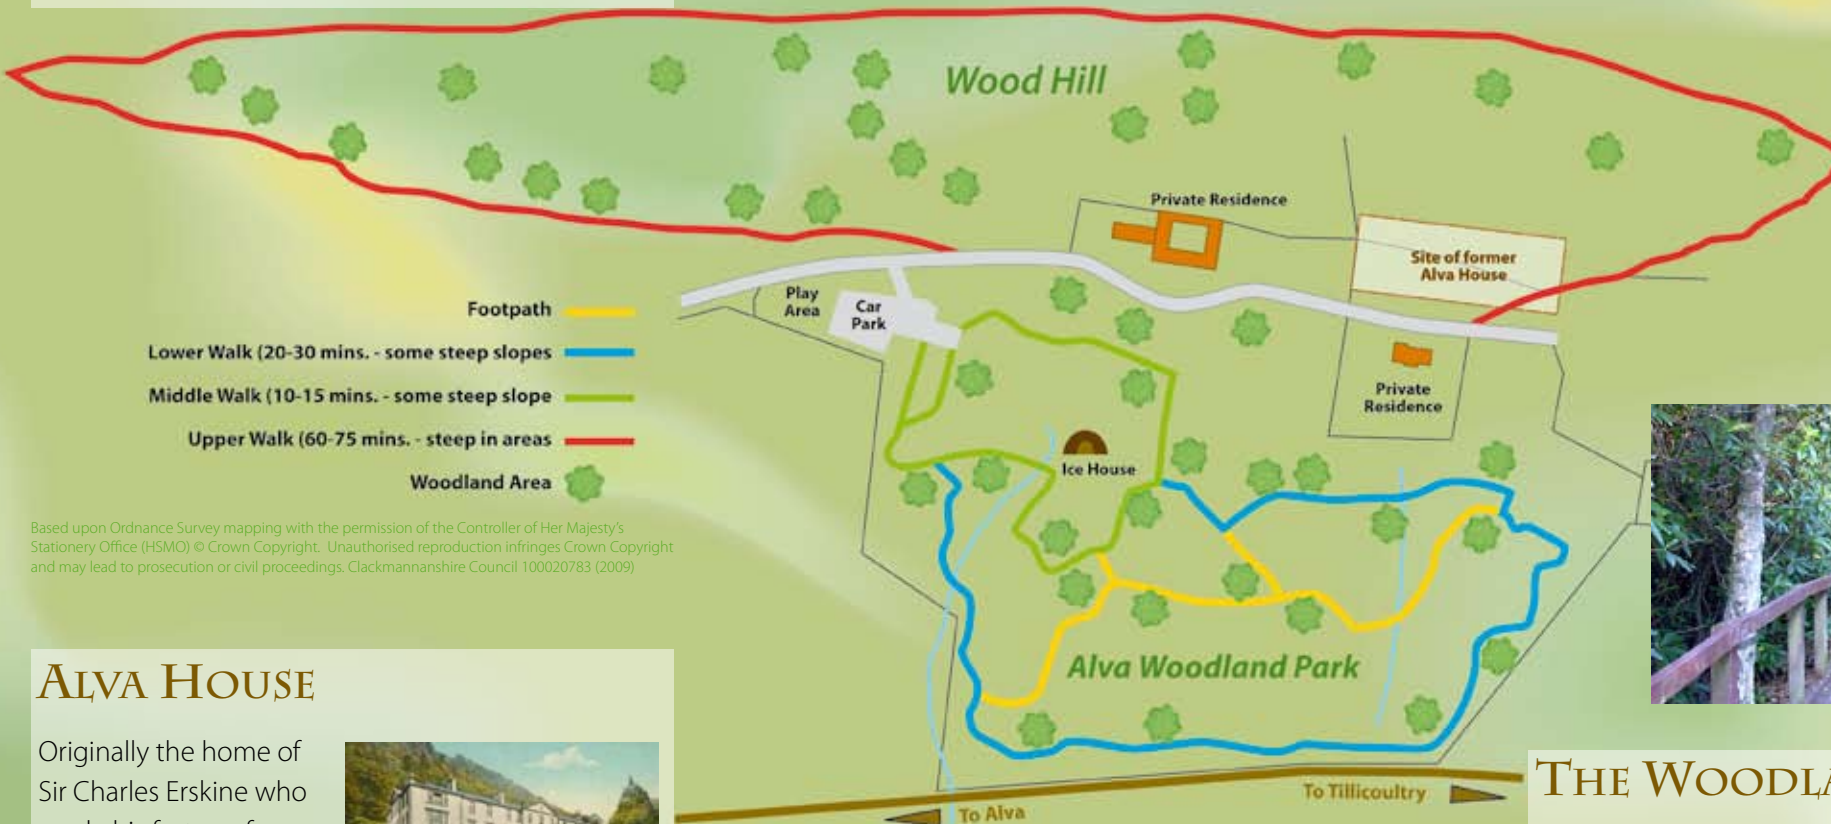 Wood Hill
Private Residence
Site of former
Alva House
Play
Area
Car
Park
Private
Residence
Ice House
Footpath
Lower Walk (20-30 mins. - some steep slopes
Middle Walk (10-15 mins. - some steep slope
Upper Walk (60-75 mins. - steep in areas
Woodland Area
Based upon Ordnance Survey mapping with the permission of the Controller of Her Majesty's
Stationery Office (HSMO) © Crown Copyright. Unauthorised reproduction infringes Crown Copyright
and may lead to prosecution or civil proceedings. Clackmannanshire Council 100020783 (2009)
Alva Woodland Park
To Tillicoultry
To Alva
ALVA HOUSE
Originally the home of
Sir Charles Erskine who
THE WOODLA